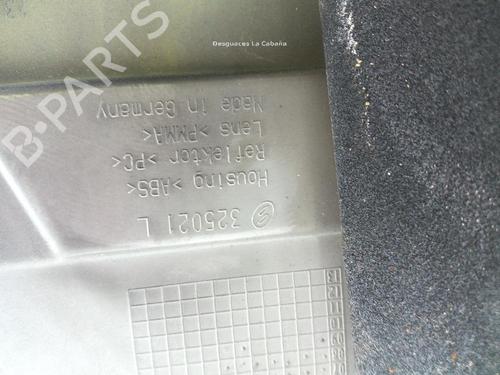 Desguaces La Cabaña
B-PARTS
325021 L
Housing >ABS<
Reflektor >PC<
Lens >PMMA<
Made in Germany